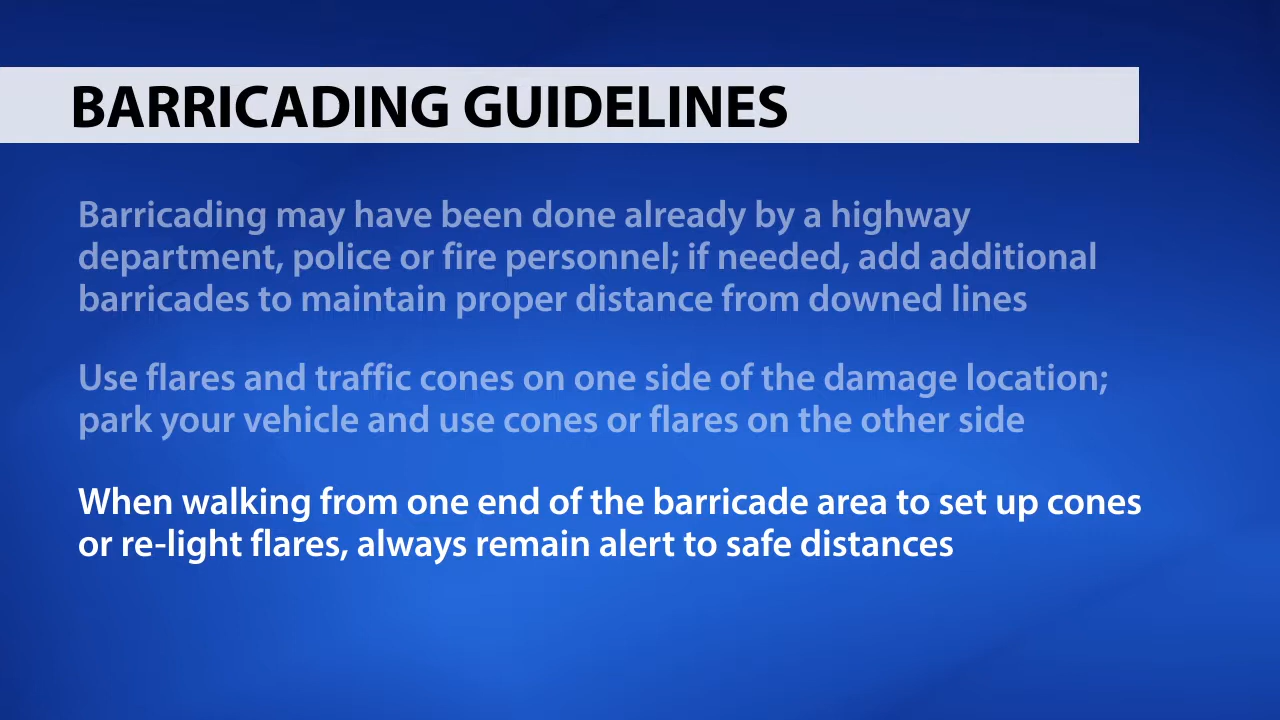 BARRICADING GUIDELINES
Barricading may have been done already by a highway
department, police or fire personnel; if needed, add additional
barricades to maintain proper distance from downed lines
Use flares and traffic cones on one side of the damage location;
park your vehicle and use cones or flares on the other side
When walking from one end of the barricade area to set up cones
or re-light flares, always remain alert to safe distances